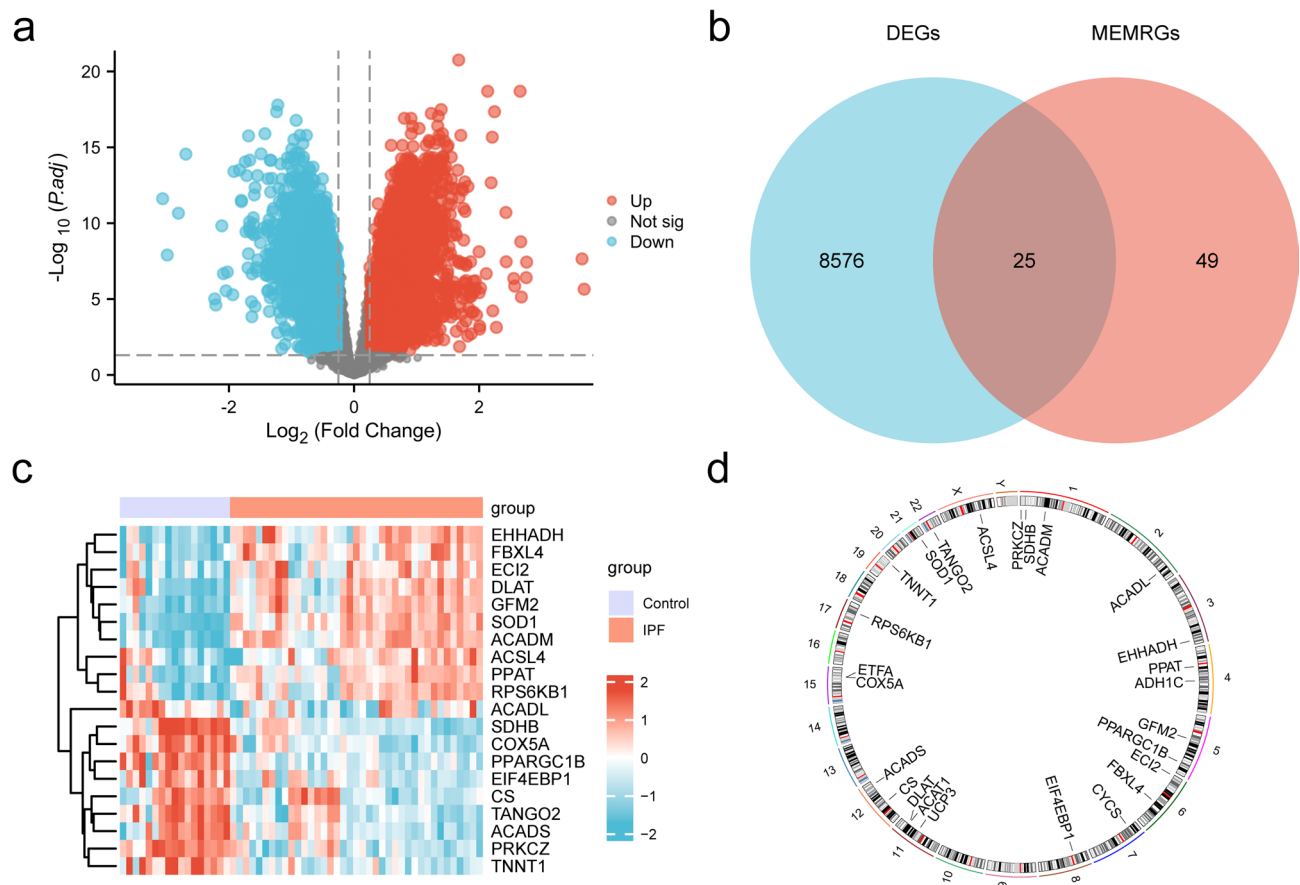 a
20
15
10
5
0
-Log 10 (P.adj)
-2
0
2
Log2 (Fold Change)
Up
Not sig
Down
b
DEGs
MEMRGs
8576
25
49
c
group
EHHADH
FBXL4
ECI2
DLAT
GFM2
SOD1
ACADM
ACSL4
PPAT
RPS6KB1
ACADL
SDHB
COX5A
PPARGC1B
EIF4EBP1
CS
TANGO2
ACADS
PRKCZ
TNNT1
group
Control
IPF
2
1
0
−1
−2
d
1
2
3
4
5
6
7
8
10
11
12
13
14
15
16
17
18
19
20
21
22
X
Y
PRKCZ
SDHB
ACADM
ACADL
EHHADH
PPAT
ADH1C
GFM2
PPARGC1B
ECI2
FBXL4
CYCS
EIF4EBP1
UCP3
ACAT1
DLAT
CS
ACADS
COX5A
ETFA
RPS6KB1
TNNT1
SOD1
TANGO2
ACSL4